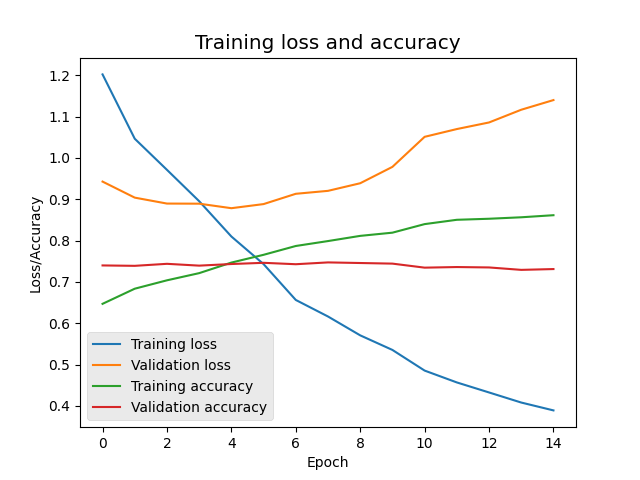 Training loss and accuracy
1.2
1.1
1.0
0.9
0.8
0.7
0.6
0.5
0.4
Loss/Accuracy
Training loss
Validation loss
Training accuracy
Validation accuracy
0 2 4 6 8 10 12 14
Epoch